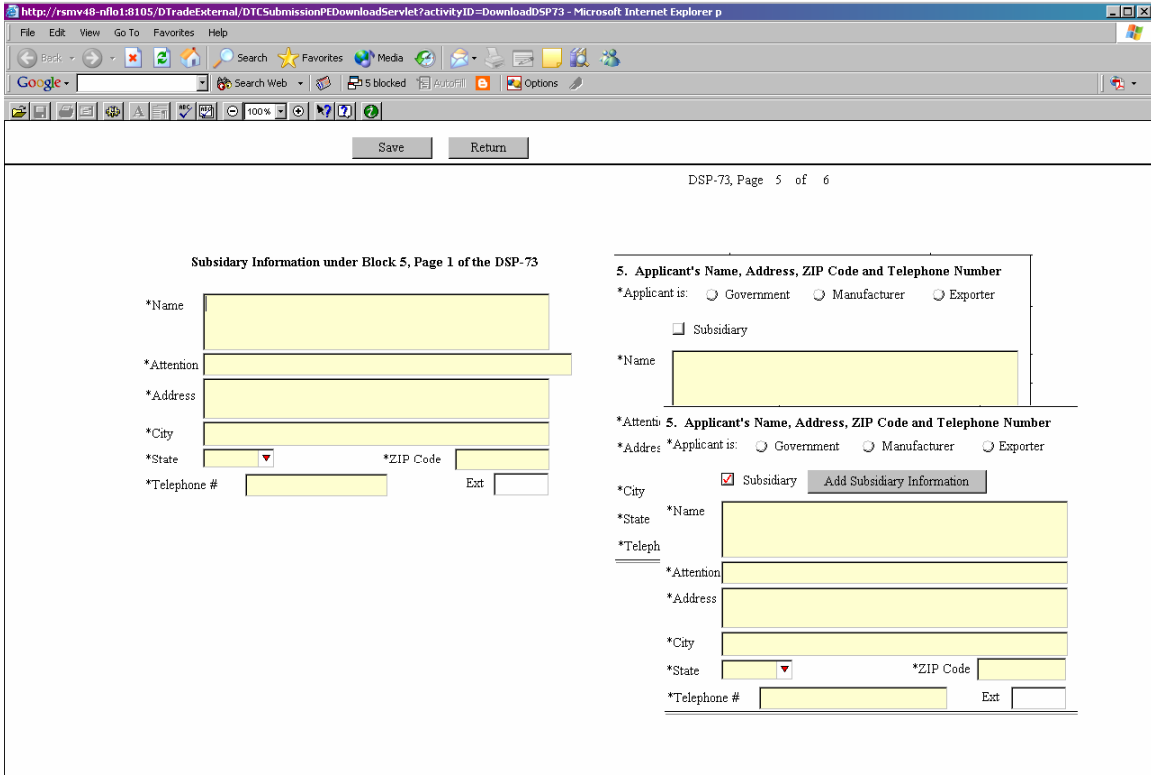 http://rsmv48-nflo1:8105/DTradeExternal/DTCSubmissionPEDownloadServlet?activityID=DownloadDSP73 - Microsoft Internet Explorer p
File Edit View Go To Favorites Help
Back Search Favorites Media
Google Search Web 5 blocked AutoFill Options
100%
Save Return
DSP-73, Page 5 of 6
Subsidary Information under Block 5, Page 1 of the DSP-73
*Name
*Attention
*Address
*City
*State *ZIP Code
*Telephone # Ext
5. Applicant's Name, Address, ZIP Code and Telephone Number
*Applicant is: Government Manufacturer Exporter
Subsidiary
*Name
*Attenti
*Addres
*City
*State
*Teleph
5. Applicant's Name, Address, ZIP Code and Telephone Number
*Applicant is: Government Manufacturer Exporter
Subsidiary Add Subsidiary Information
*Name
*Attention
*Address
*City
*State *ZIP Code
*Telephone # Ext